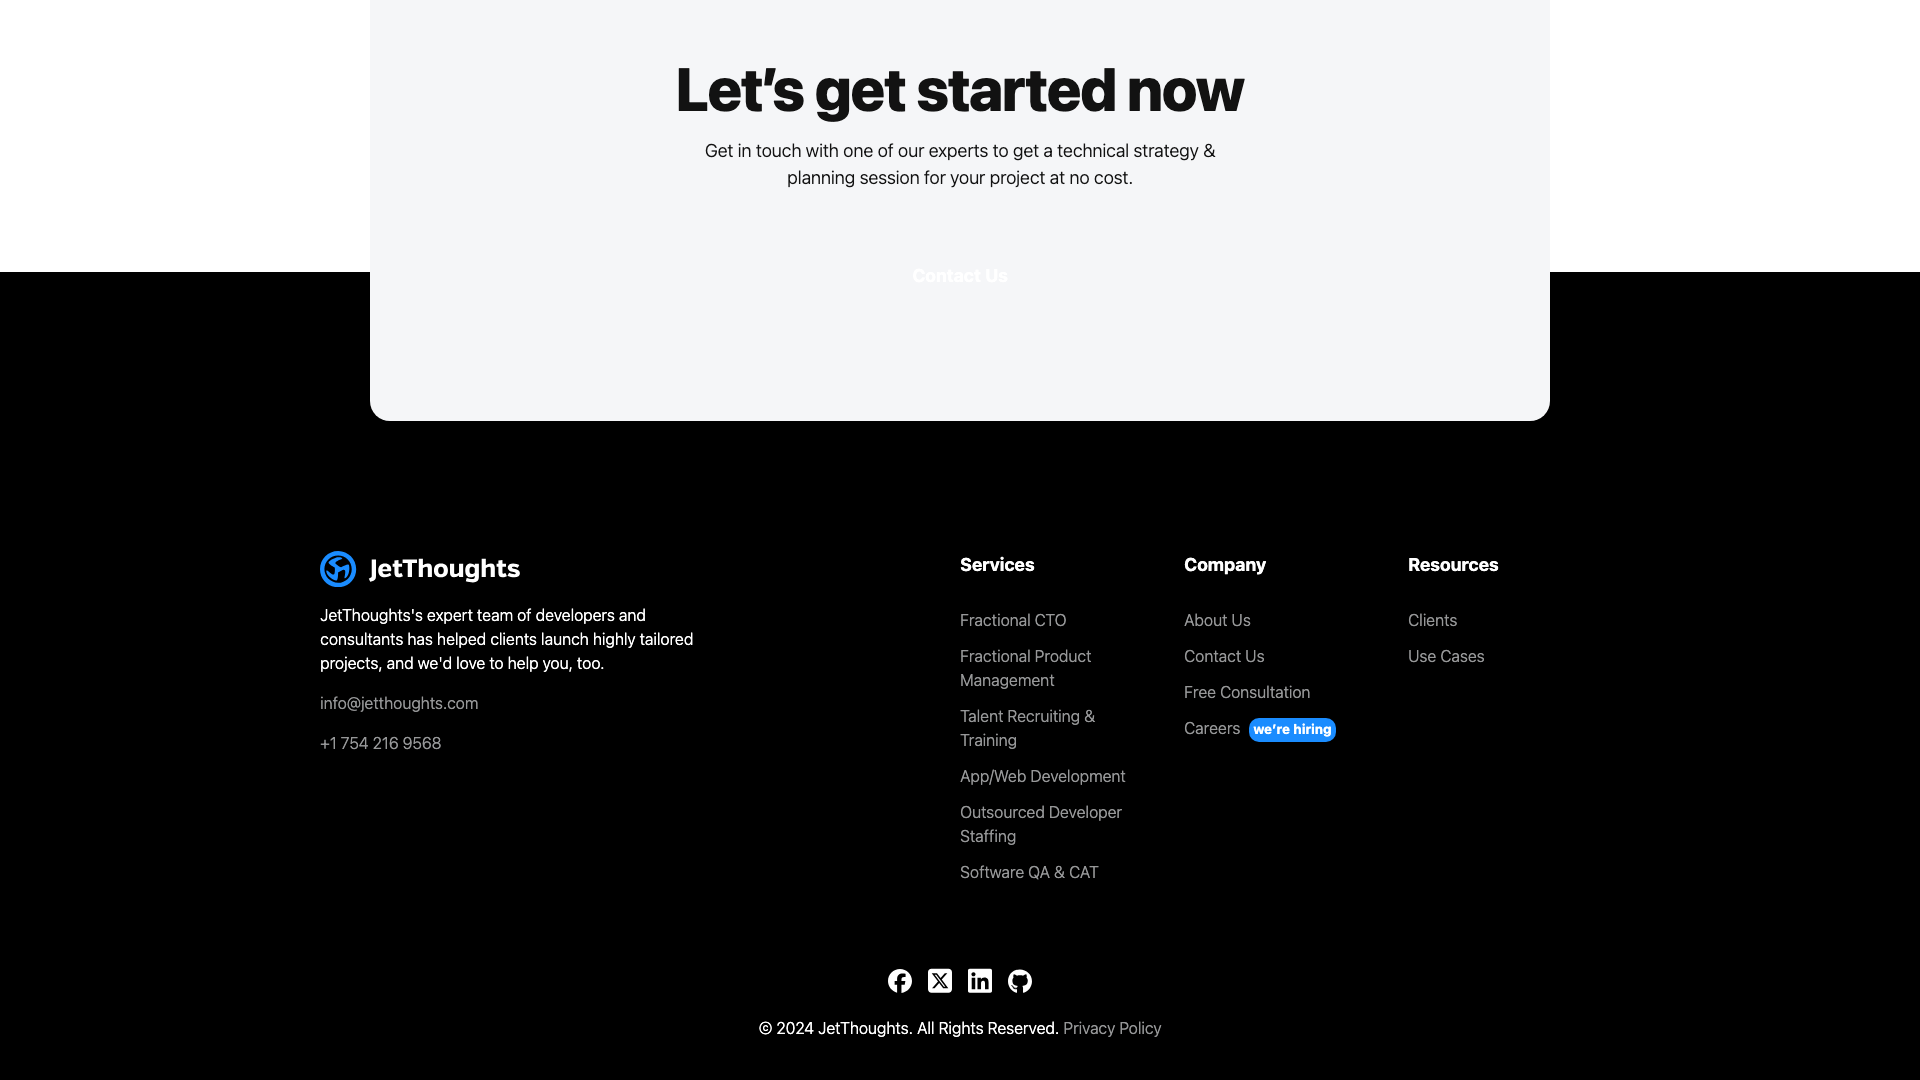 Let’s get started now
Get in touch with one of our experts to get a technical strategy &
planning session for your project at no cost.
Contact Us
JetThoughts
JetThoughts's expert team of developers and
consultants has helped clients launch highly tailored
projects, and we'd love to help you, too.
info@jetthoughts.com
+1 754 216 9568
Services
Fractional CTO
Fractional Product
Management
Talent Recruiting &
Training
App/Web Development
Outsourced Developer
Staffing
Software QA & CAT
Company
About Us
Contact Us
Free Consultation
Careers we’re hiring
Resources
Clients
Use Cases
© 2024 JetThoughts. All Rights Reserved. Privacy Policy